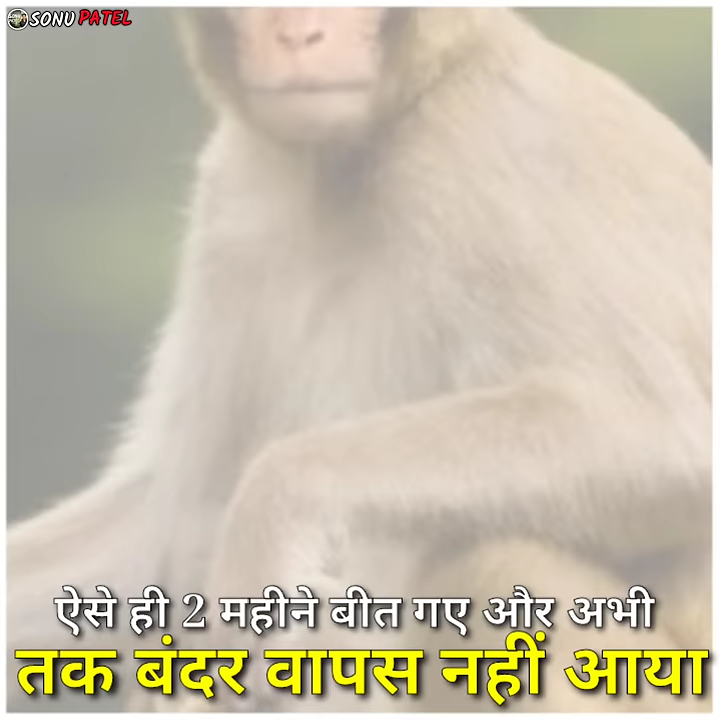 SONU PATEL
ऐसे ही 2 महीने बीत गए और अभी
तक बंदर वापस नहीं आया